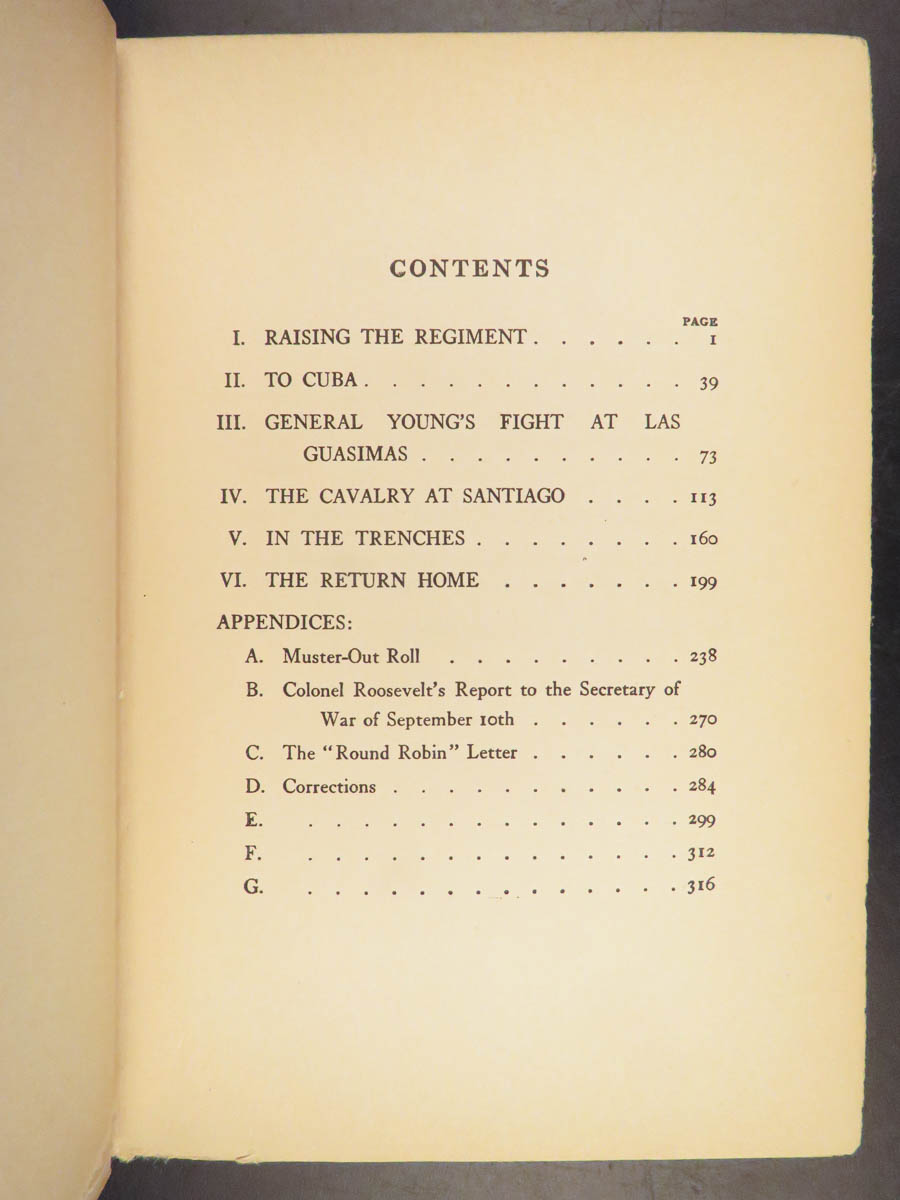 CONTENTS
PAGE
I. RAISING THE REGIMENT . . . . . . 1
II. TO CUBA . . . . . . . . . . . . 39
III. GENERAL YOUNG'S FIGHT AT LAS
GUASIMAS . . . . . . . . . . 73
IV. THE CAVALRY AT SANTIAGO . . . . 113
V. IN THE TRENCHES . . . . . . . . 160
VI. THE RETURN HOME . . . . . . . 199
APPENDICES:
A. Muster-Out Roll . . . . . . . . . 238
B. Colonel Roosevelt's Report to the Secretary of
War of September 10th . . . . . . 270
C. The "Round Robin" Letter . . . . . . 280
D. Corrections . . . . . . . . . . . 284
E. . . . . . . . . . . . . . . 299
F. . . . . . . . . . . . . . . 312
G. . . . . . . . . . . . . . . 316